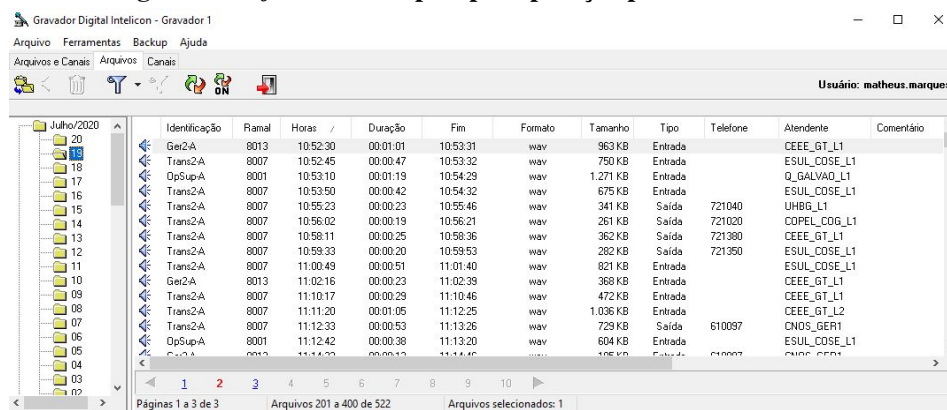 Gravador Digital Intelicon - Gravador 1
Arquivo Ferramentas Backup Ajuda
Arquivos e Canais Arquivos Canais
ON
Usuário: matheus.marque
Julho/2020
20
19
18
17
16
15
14
13
12
11
10
09
08
07
06
05
04
03
02
Identificação Ramal Horas / Duração Fim Formato Tamanho Tipo Telefone Atendente Comentário
Ger2-A 8013 10:52:30 00:01:01 10:53:31 wav 963 KB Entrada CEEE_GT_L1
Trans2-A 8007 10:52:45 00:00:47 10:53:32 wav 750 KB Entrada ESUL_COSE_L1
OpSup-A 8001 10:53:10 00:01:19 10:54:29 wav 1.271 KB Entrada Q_GALVAO_L1
Trans2-A 8007 10:53:50 00:00:42 10:54:32 wav 675 KB Entrada ESUL_COSE_L1
Trans2-A 8007 10:55:23 00:00:23 10:55:46 wav 341 KB Saída 721040 UHBG_L1
Trans2-A 8007 10:56:02 00:00:19 10:56:21 wav 261 KB Saída 721020 COPEL_COG_L1
Trans2-A 8007 10:58:11 00:00:25 10:58:36 wav 362 KB Saída 721380 CEEE_GT_L1
Trans2-A 8007 10:59:33 00:00:20 10:59:53 wav 282 KB Saída 721350 ESUL_COSE_L1
Trans2-A 8007 11:00:49 00:00:51 11:01:40 wav 821 KB Entrada ESUL_COSE_L1
Ger2-A 8013 11:02:16 00:00:23 11:02:39 wav 368 KB Entrada CEEE_GT_L1
Trans2-A 8007 11:10:17 00:00:29 11:10:46 wav 472 KB Entrada CEEE_GT_L1
Trans2-A 8007 11:11:20 00:01:05 11:12:25 wav 1.036 KB Entrada CEEE_GT_L2
Trans2-A 8007 11:12:33 00:00:53 11:13:26 wav 729 KB Saída 610097 CNOS_GER1
OpSup-A 8001 11:12:42 00:00:38 11:13:20 wav 604 KB Entrada ESUL_COSE_L1
1 2 3 4 5 6 7 8 9 10
Páginas 1 a 3 de 3 Arquivos 201 a 400 de 522 Arquivos selecionados: 1